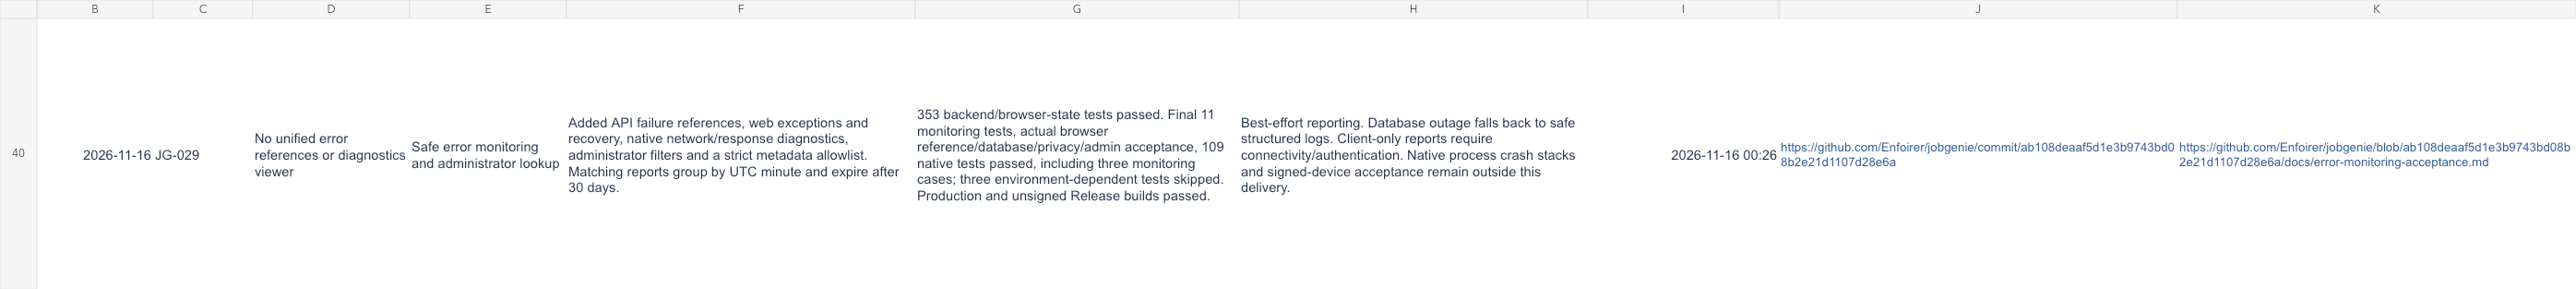 B C D E F G H I J K
40
2026-11-16
JG-029
No unified error
references or diagnostics
viewer
Safe error monitoring
and administrator lookup
Added API failure references, web exceptions and
recovery, native network/response diagnostics,
administrator filters and a strict metadata allowlist.
Matching reports group by UTC minute and expire after
30 days.
353 backend/browser-state tests passed. Final 11
monitoring tests, actual browser
reference/database/privacy/admin acceptance, 109
native tests passed, including three monitoring
cases; three environment-dependent tests skipped.
Production and unsigned Release builds passed.
Best-effort reporting. Database outage falls back to safe
structured logs. Client-only reports require
connectivity/authentication. Native process crash stacks
and signed-device acceptance remain outside this
delivery.
2026-11-16 00:26
https://github.com/Enfoirer/jobgenie/commit/ab108deaaf5d1e3b9743bd0
8b2e21d1107d28e6a
https://github.com/Enfoirer/jobgenie/blob/ab108deaaf5d1e3b9743bd08b
2e21d1107d28e6a/docs/error-monitoring-acceptance.md